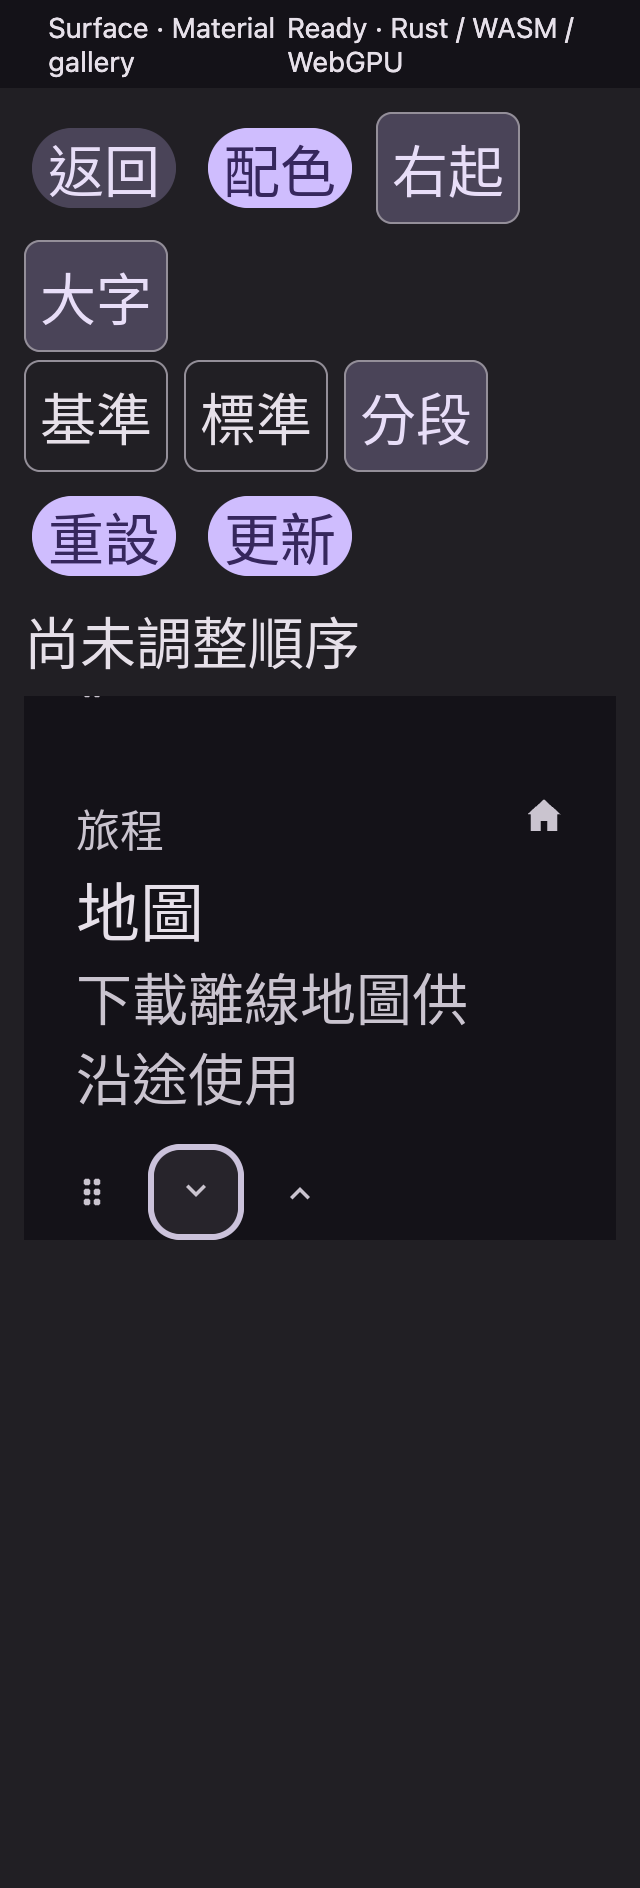 Surface · Material gallery
Ready · Rust / WASM / WebGPU
返回 配色 右起
大字
基準 標準 分段
重設 更新
尚未調整順序
旅程
地圖
下載離線地圖供
沿途使用